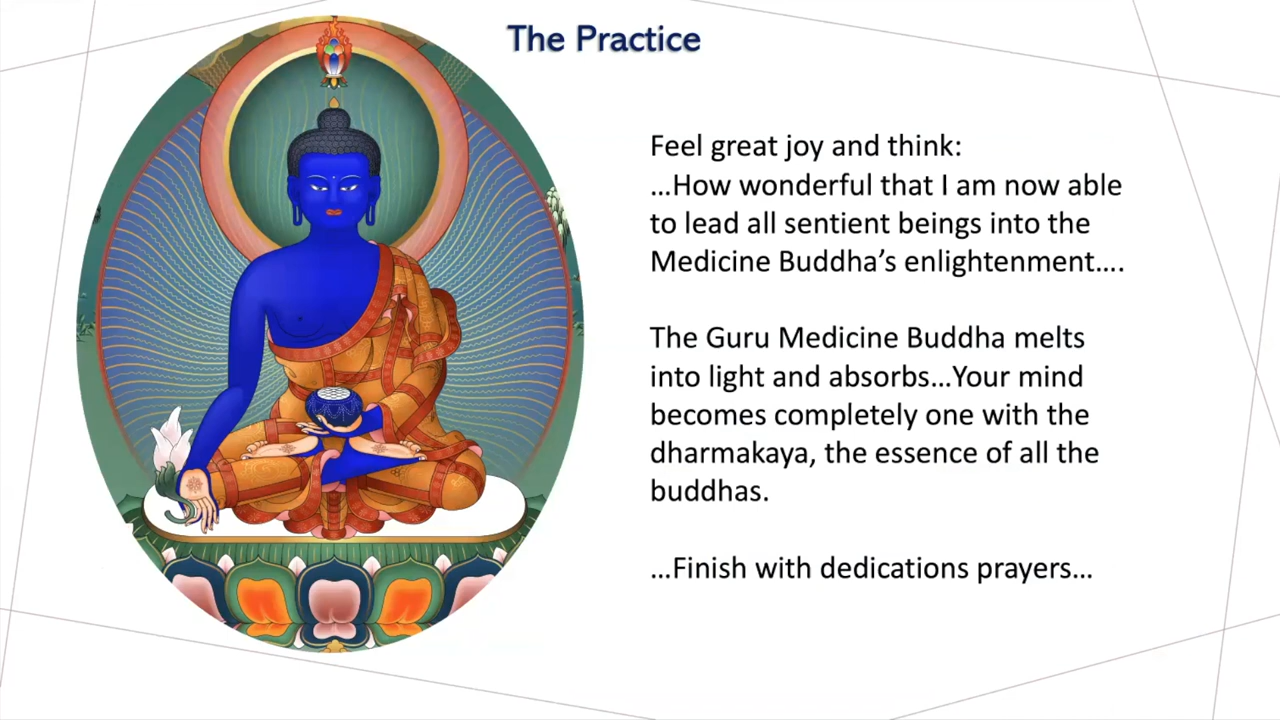 The Practice
Feel great joy and think:
…How wonderful that I am now able
to lead all sentient beings into the
Medicine Buddha’s enlightenment….
The Guru Medicine Buddha melts
into light and absorbs…Your mind
becomes completely one with the
dharmakaya, the essence of all the
buddhas.
…Finish with dedications prayers…